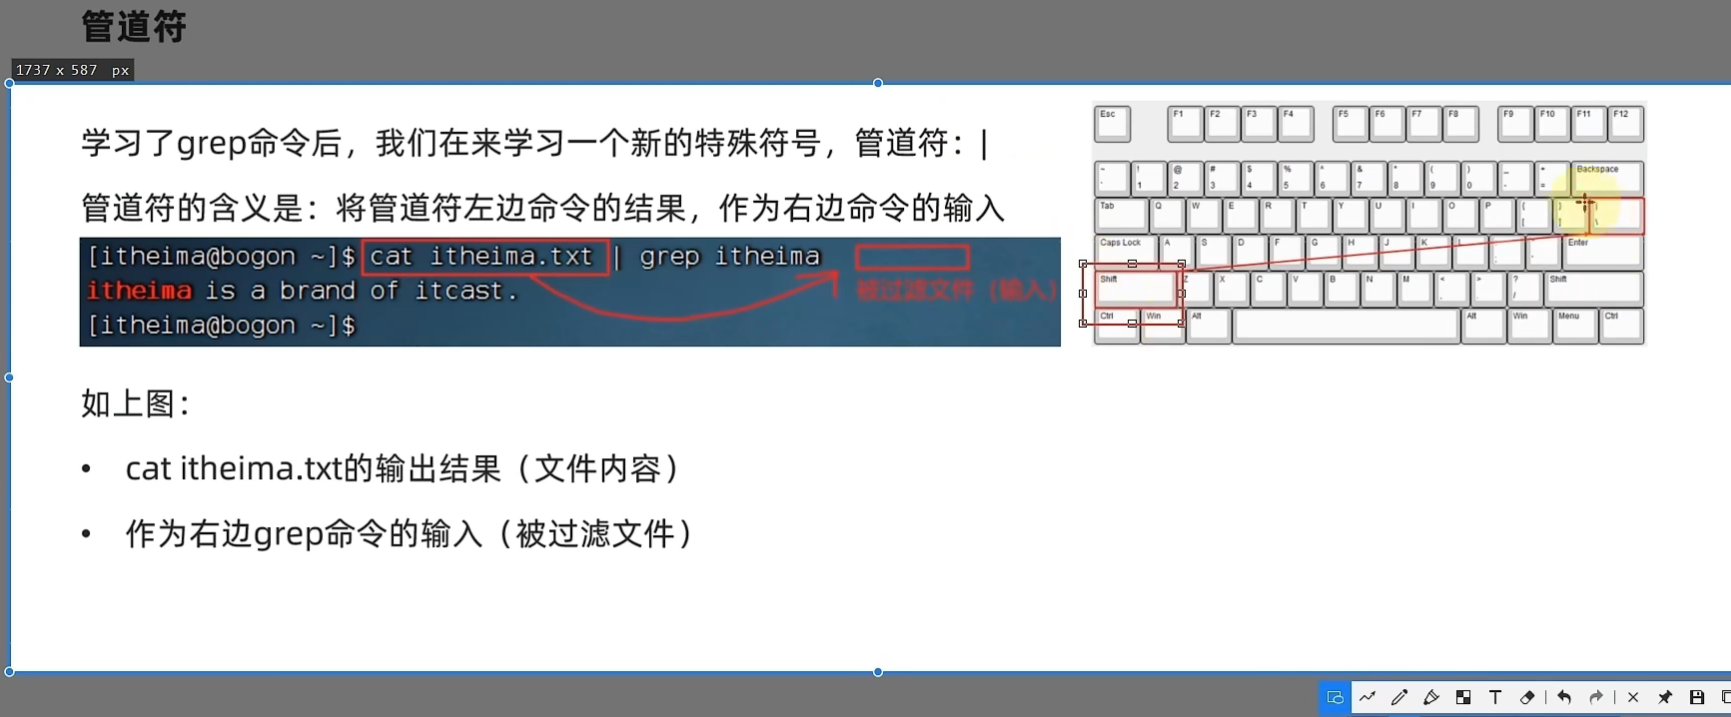 管道符
1737 x 587 px
学习了grep命令后，我们在来学习一个新的特殊符号，管道符：|
管道符的含义是：将管道符左边命令的结果，作为右边命令的输入
[itheima@bogon ~]$ cat itheima.txt | grep itheima
被过滤文件（输入）
itheima is a brand of itcast.
[itheima@bogon ~]$
如上图：
• cat itheima.txt的输出结果（文件内容）
• 作为右边grep命令的输入（被过滤文件）
Esc F1 F2 F3 F4 F5 F6 F7 F8 F9 F10 F11 F12
~ ! @ # $ % ^ & * ( ) _ + Backspace
1 2 3 4 5 6 7 8 9 0 - =
Tab Q W E R T Y U I O P { } |
[ ] \
Caps Lock A S D F G H J K L Enter
Shift Z X C V B N M < > ? Shift
/
Ctrl Win Alt Alt Win Menu Ctrl
T